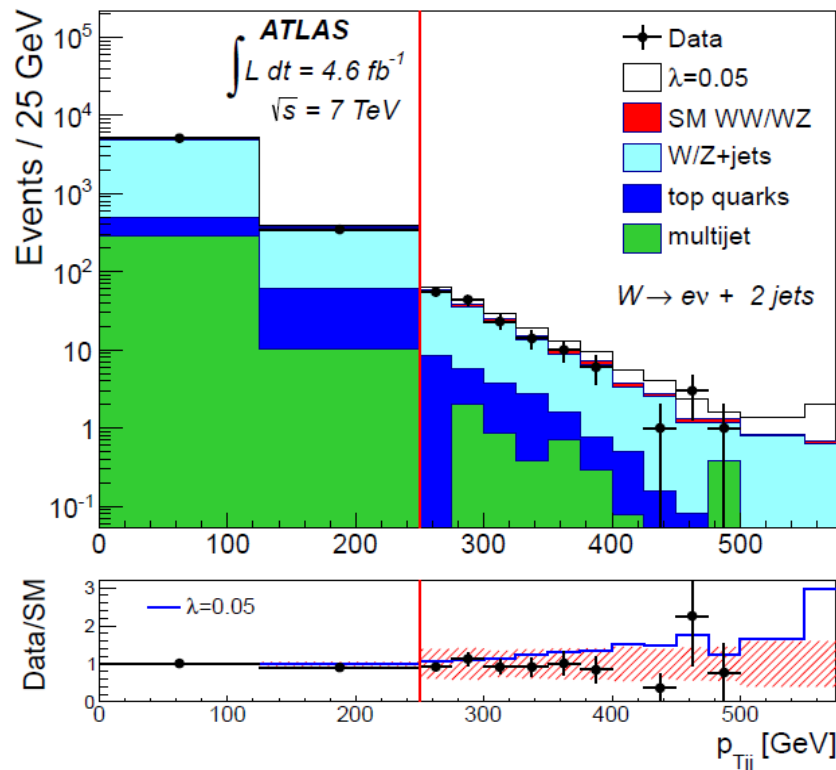 ATLAS
∫ L dt = 4.6 fb⁻¹
√s = 7 TeV
Data
λ=0.05
SM WW/WZ
W/Z+jets
top quarks
multijet
W → eν + 2 jets
Events / 25 GeV
10⁵
10⁴
10³
10²
10
1
10⁻¹
0 100 200 300 400 500
Data/SM
3
2
1
0
λ=0.05
0 100 200 300 400 500
p_Tjj [GeV]